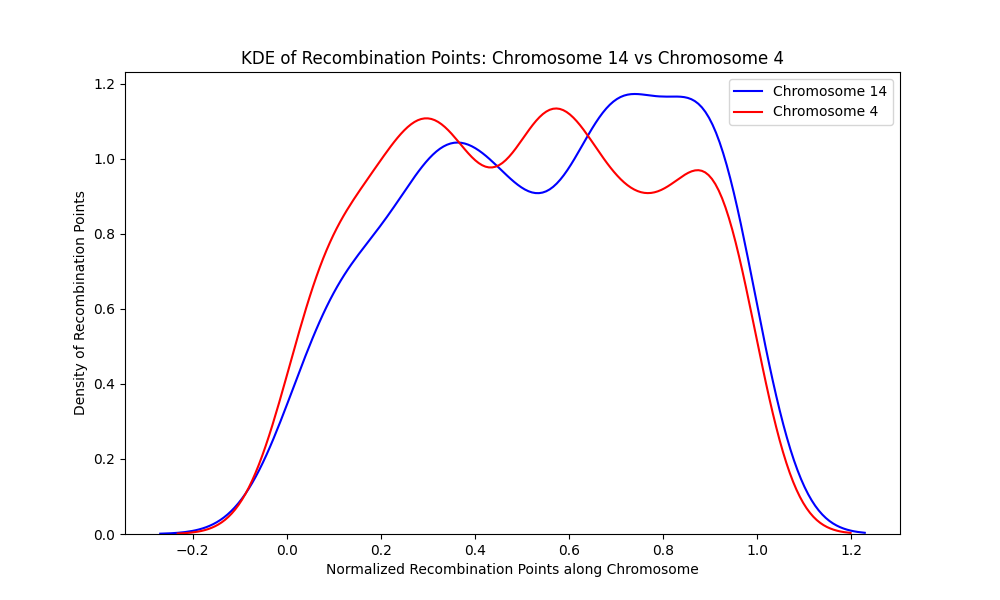 KDE of Recombination Points: Chromosome 14 vs Chromosome 4
Chromosome 14
Chromosome 4
Density of Recombination Points
1.2
1.0
0.8
0.6
0.4
0.2
0.0
−0.2 0.0 0.2 0.4 0.6 0.8 1.0 1.2
Normalized Recombination Points along Chromosome